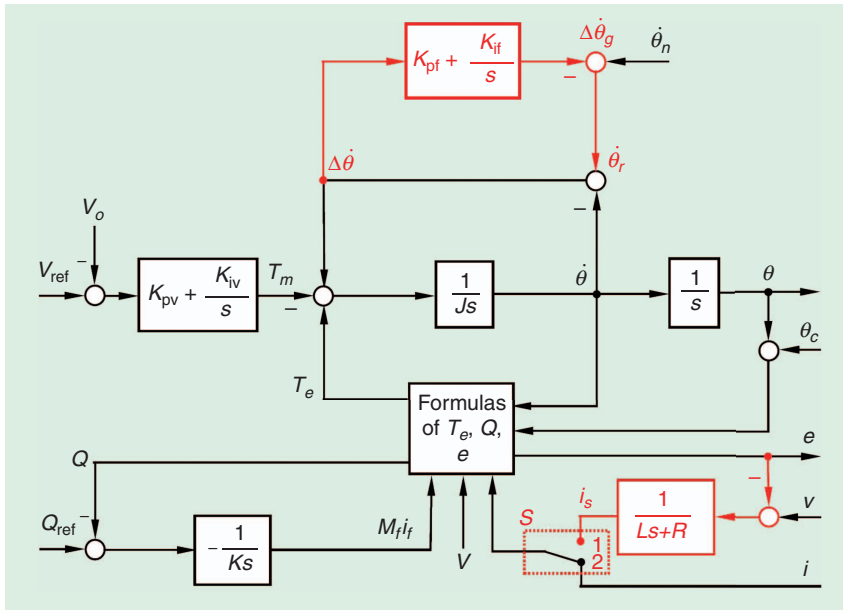 K_pf + K_if/s
Δθ̇_g
θ̇_n
−
Δθ̇
θ̇_r
−
V_o
−
V_ref
K_pv + K_iv/s
T_m
−
1/Js
θ̇
1/s
θ
θ_c
T_e
Formulas
of T_e, Q,
e
e
Q
−
v
i_s
1/Ls+R
Q_ref
−
−1/Ks
M_f i_f
V
S
1
2
i